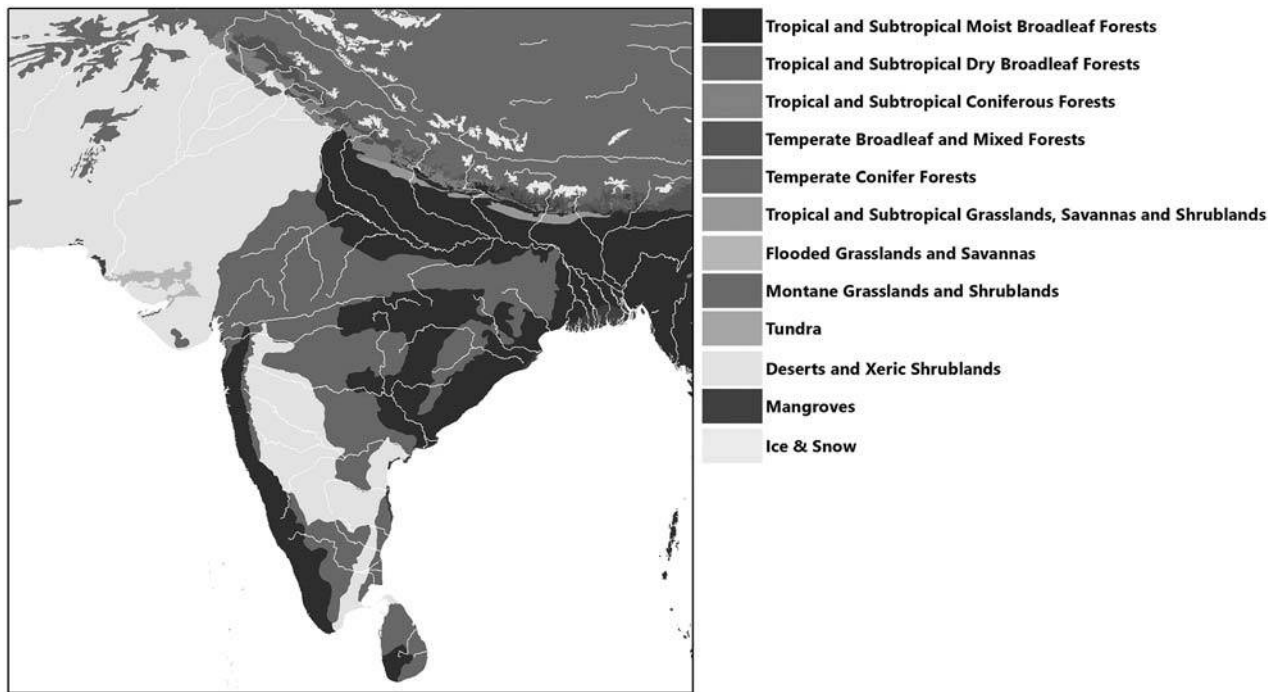 Tropical and Subtropical Moist Broadleaf Forests
Tropical and Subtropical Dry Broadleaf Forests
Tropical and Subtropical Coniferous Forests
Temperate Broadleaf and Mixed Forests
Temperate Conifer Forests
Tropical and Subtropical Grasslands, Savannas and Shrublands
Flooded Grasslands and Savannas
Montane Grasslands and Shrublands
Tundra
Deserts and Xeric Shrublands
Mangroves
Ice & Snow